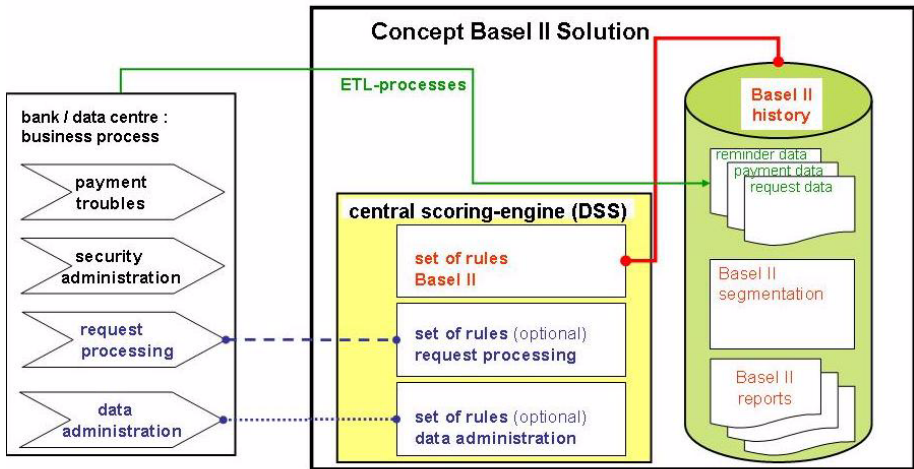 Concept Basel II Solution
ETL-processes
bank / data centre :
business process
payment
troubles
security
administration
request
processing
data
administration
central scoring-engine (DSS)
set of rules
Basel II
set of rules (optional)
request processing
set of rules (optional)
data administration
Basel II
history
reminder data
payment data
request data
Basel II
segmentation
Basel II
reports